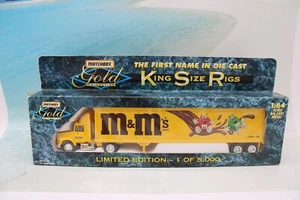 MATCHBOX
Gold
COLLECTION
THE FIRST NAME IN DIE CAST
KING SIZE RIGS
MATCHBOX
Gold
1:64
m&m's
LIMITED EDITION - 1 OF 5,000